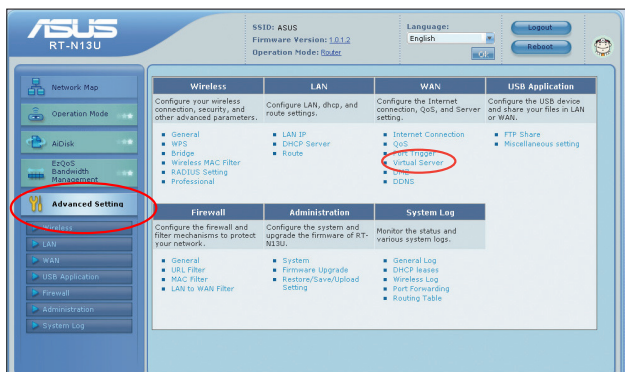 ASUS
RT-N13U
SSID: ASUS
Firmware Version: 1.0.1.2
Operation Mode: Router
Language:
English
OK
Logout
Reboot
Network Map
Operation Mode
AiDisk
EzQoS
Bandwidth
Management
Advanced Setting
Wireless
LAN
WAN
USB Application
Firewall
Administration
System Log
Wireless
Configure your wireless
connection, security, and
other advanced parameters.
General
WPS
Bridge
Wireless MAC Filter
RADIUS Setting
Professional
LAN
Configure LAN, dhcp, and
route settings.
LAN IP
DHCP Server
Route
WAN
Configure the Internet
connection, QoS, and Server
setting.
Internet Connection
QoS
Port Trigger
Virtual Server
DMZ
DDNS
USB Application
Configure the USB device
and share your files in LAN
or WAN.
FTP Share
Miscellaneous setting
Firewall
Configure the firewall and
filter mechanisms to protect
your network.
General
URL Filter
MAC Filter
LAN to WAN Filter
Administration
Configure the system and
upgrade the firmware of RT-
N13U.
System
Firmware Upgrade
Restore/Save/Upload
Setting
System Log
Monitor the status and
various system logs.
General Log
DHCP leases
Wireless Log
Port Forwarding
Routing Table